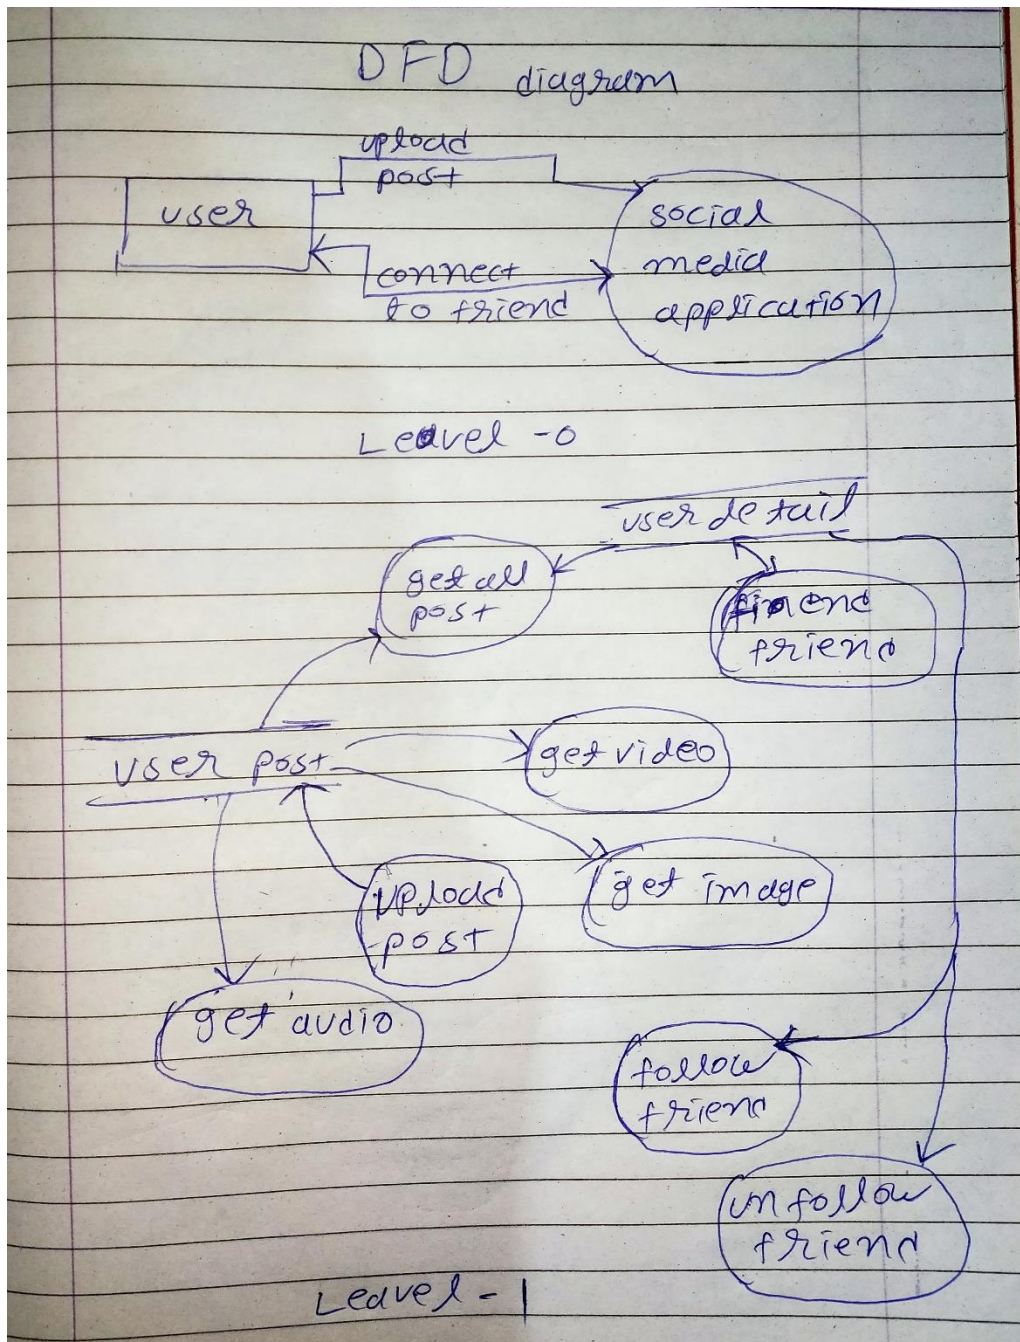 DFD diagram
upload
post
user
social
media
application
connect
to friend
Leavel -0
user detail
get all
post
friend
user post
get video
upload
post
get image
get audio
follow
friend
unfollow
friend
Leavel - 1